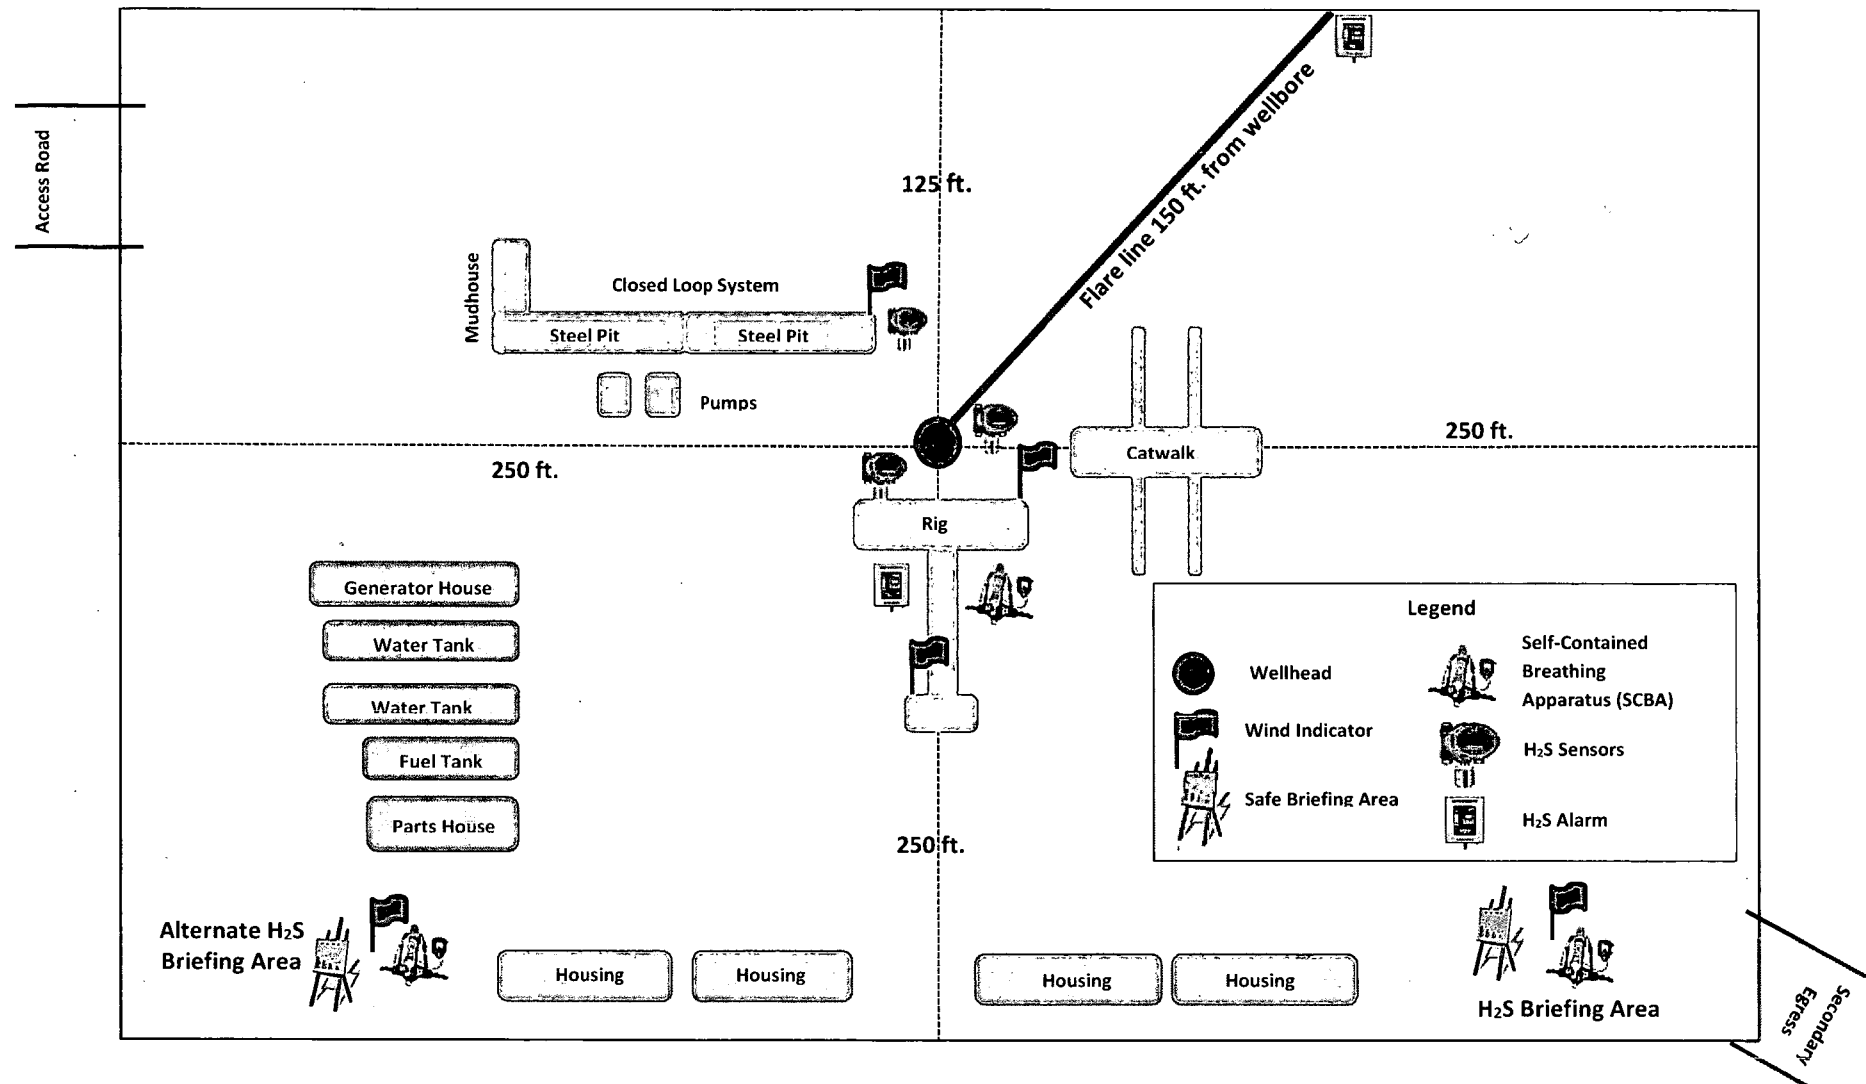 Access Road
125 ft.
Flare line 150 ft. from wellbore
Mudhouse
Closed Loop System
Steel Pit
Steel Pit
Pumps
250 ft.
250 ft.
Catwalk
Rig
Generator House
Water Tank
Water Tank
Fuel Tank
Parts House
250 ft.
Legend
Wellhead
Wind Indicator
Safe Briefing Area
Self-Contained
Breathing
Apparatus (SCBA)
H₂S Sensors
H₂S Alarm
Alternate H₂S
Briefing Area
Housing
Housing
Housing
Housing
H₂S Briefing Area
Secondary
Egress